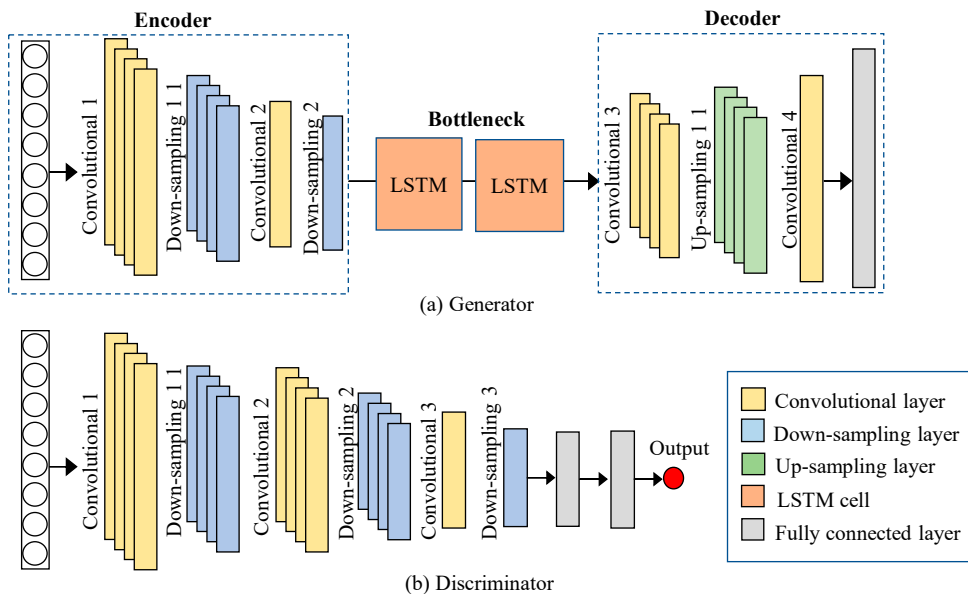 Encoder
Decoder
Bottleneck
Convolutional 1
Down-sampling 1 1
Convolutional 2
Down-sampling 2
LSTM
LSTM
Convolutional 3
Up-sampling 1 1
Convolutional 4
(a) Generator
Convolutional 1
Down-sampling 1 1
Convolutional 2
Down-sampling 2
Convolutional 3
Down-sampling 3
Output
Convolutional layer
Down-sampling layer
Up-sampling layer
LSTM cell
Fully connected layer
(b) Discriminator